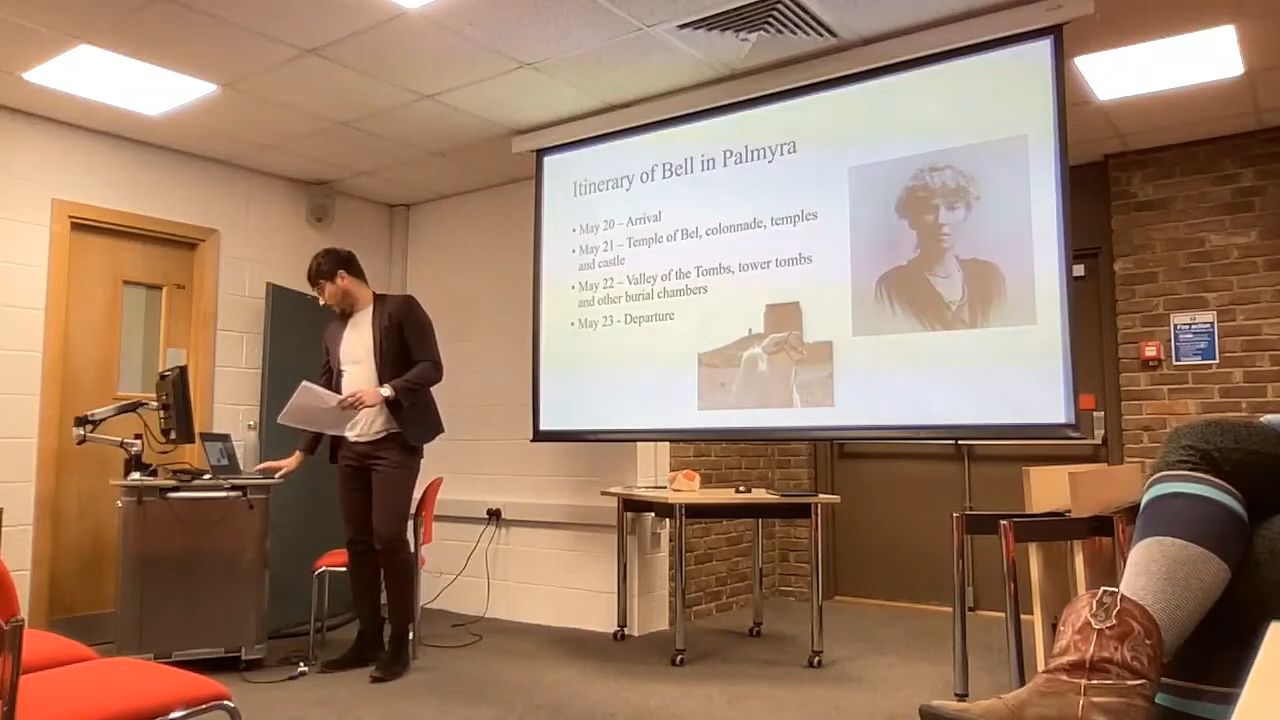 Itinerary of Bell in Palmyra
• May 20 – Arrival
• May 21 – Temple of Bel, colonnade, temples
and castle
• May 22 – Valley of the Tombs, tower tombs
and other burial chambers
• May 23 - Departure
Fire action